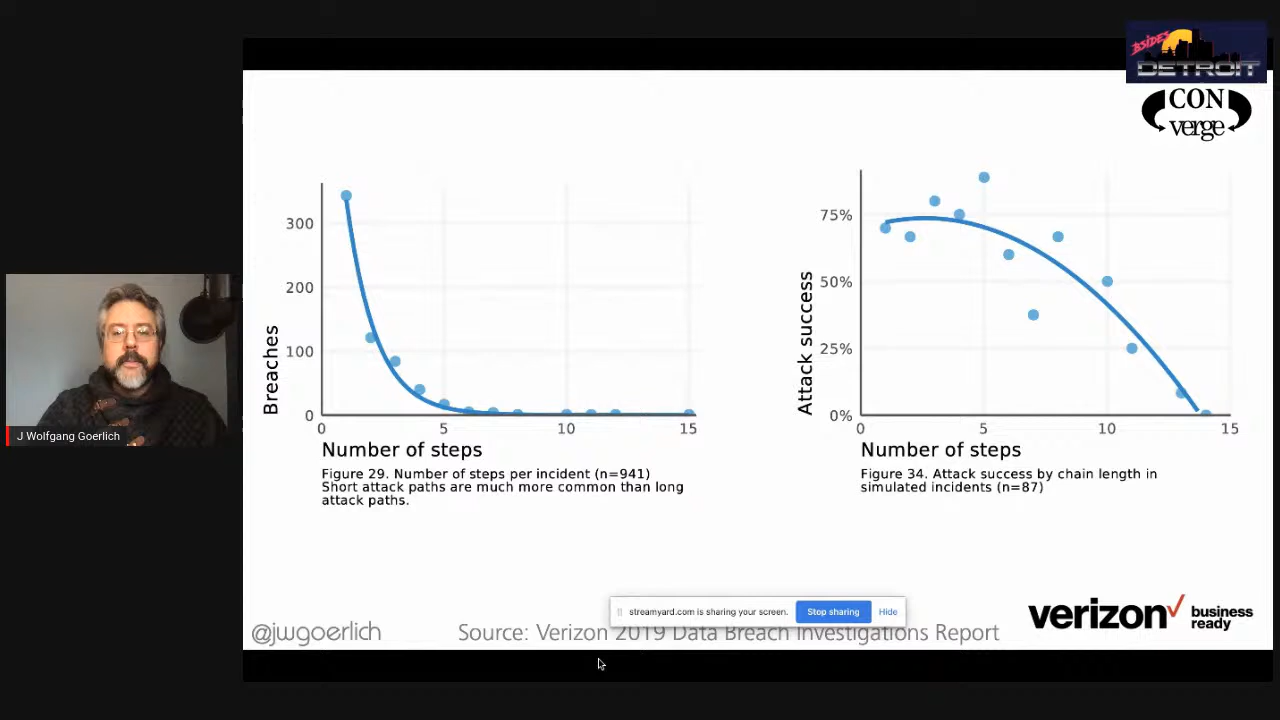 BSIDES
DETROIT
CON
verge
300
200
100
0
Breaches
0 5 10 15
Number of steps
Figure 29. Number of steps per incident (n=941)
Short attack paths are much more common than long
attack paths.
75%
50%
25%
0%
Attack success
0 5 10 15
Number of steps
Figure 34. Attack success by chain length in
simulated incidents (n=87)
J Wolfgang Goerlich
streamyard.com is sharing your screen. Stop sharing Hide
@jwgoerlich Source: Verizon 2019 Data Breach Investigations Report
verizon business
ready